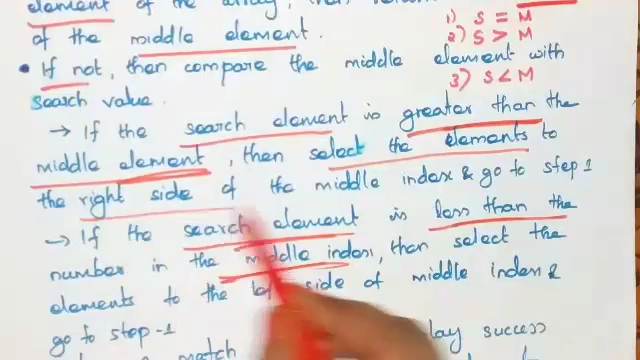 element of the array, then
of the middle element.
1) S = M
2) S > M
3) S < M
• If not, then compare the middle element with
search value.
→ If the search element is greater than the
middle element, then select the elements to
the right side of the middle index & go to step 1
→ If the search element is less than the
number in the middle index, then select the
elements to the left side of middle index &
go to step-1
match
success